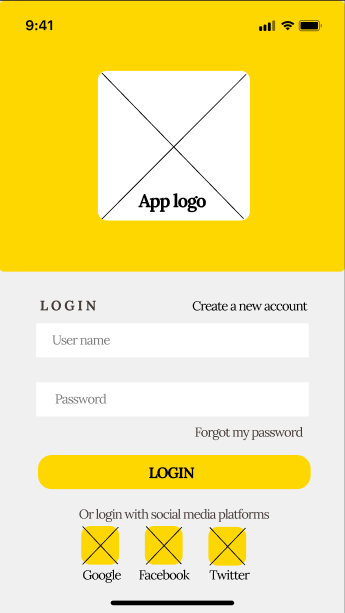 9:41
App logo
LOGIN
Create a new account
User name
Password
Forgot my password
LOGIN
Or login with social media platforms
Google
Facebook
Twitter